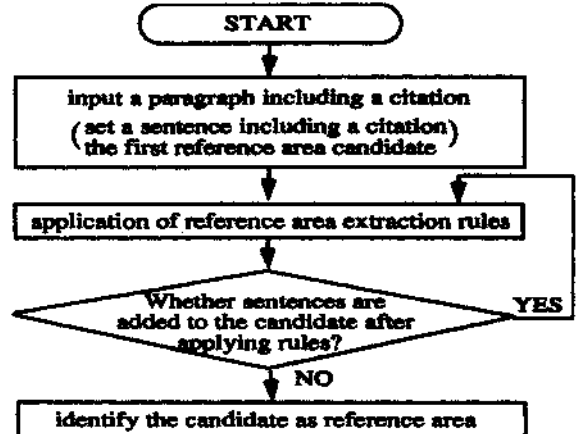 START
input a paragraph including a citation
(set a sentence including a citation)
the first reference area candidate
application of reference area extraction rules
Whether sentences are
added to the candidate after
applying rules?
YES
NO
identify the candidate as reference area